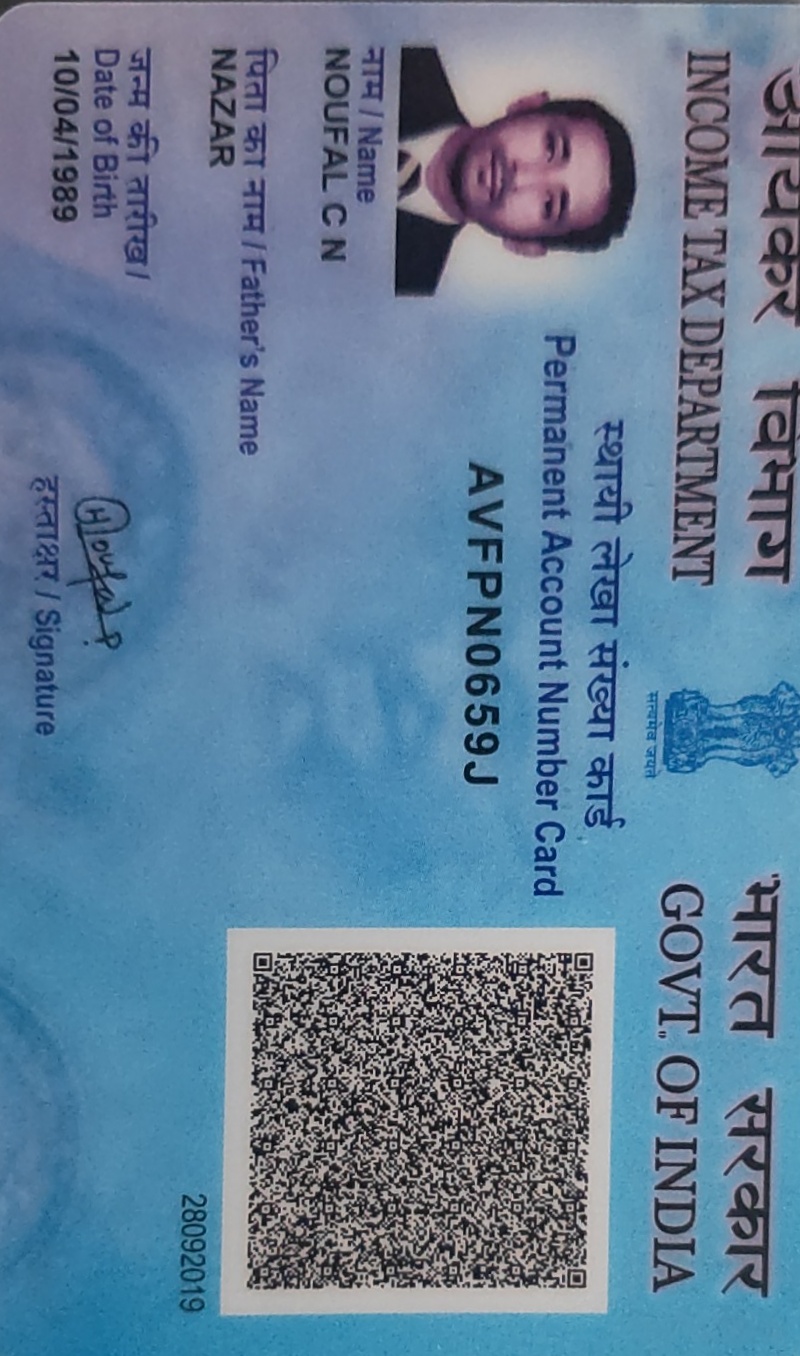 आयकर विभाग
INCOME TAX DEPARTMENT
सत्यमेव जयते
भारत सरकार
GOVT. OF INDIA
स्थायी लेखा संख्या कार्ड
Permanent Account Number Card
AVFPN0659J
नाम / Name
NOUFAL C N
पिता का नाम / Father's Name
NAZAR
28092019
जन्म की तारीख /
Date of Birth
10/04/1989
Noufal
हस्ताक्षर / Signature